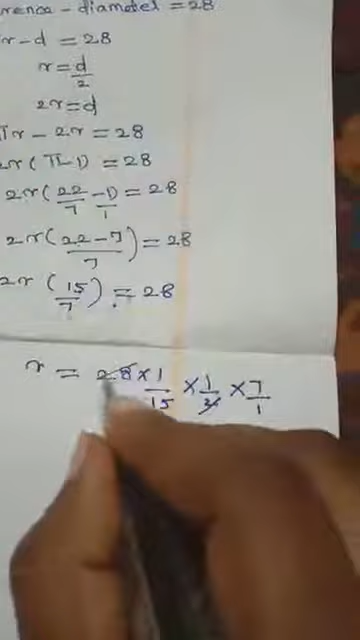 rence - diameter = 28
r - d = 28
r = d/2
2r = d
πr - 2r = 28
2r (π-1) = 28
2r (22/7 - 1/1) = 28
2r (22-7/7) = 28
2r (15/7) = 28
r = 28 × 1/15 × 1/2 × 7/1